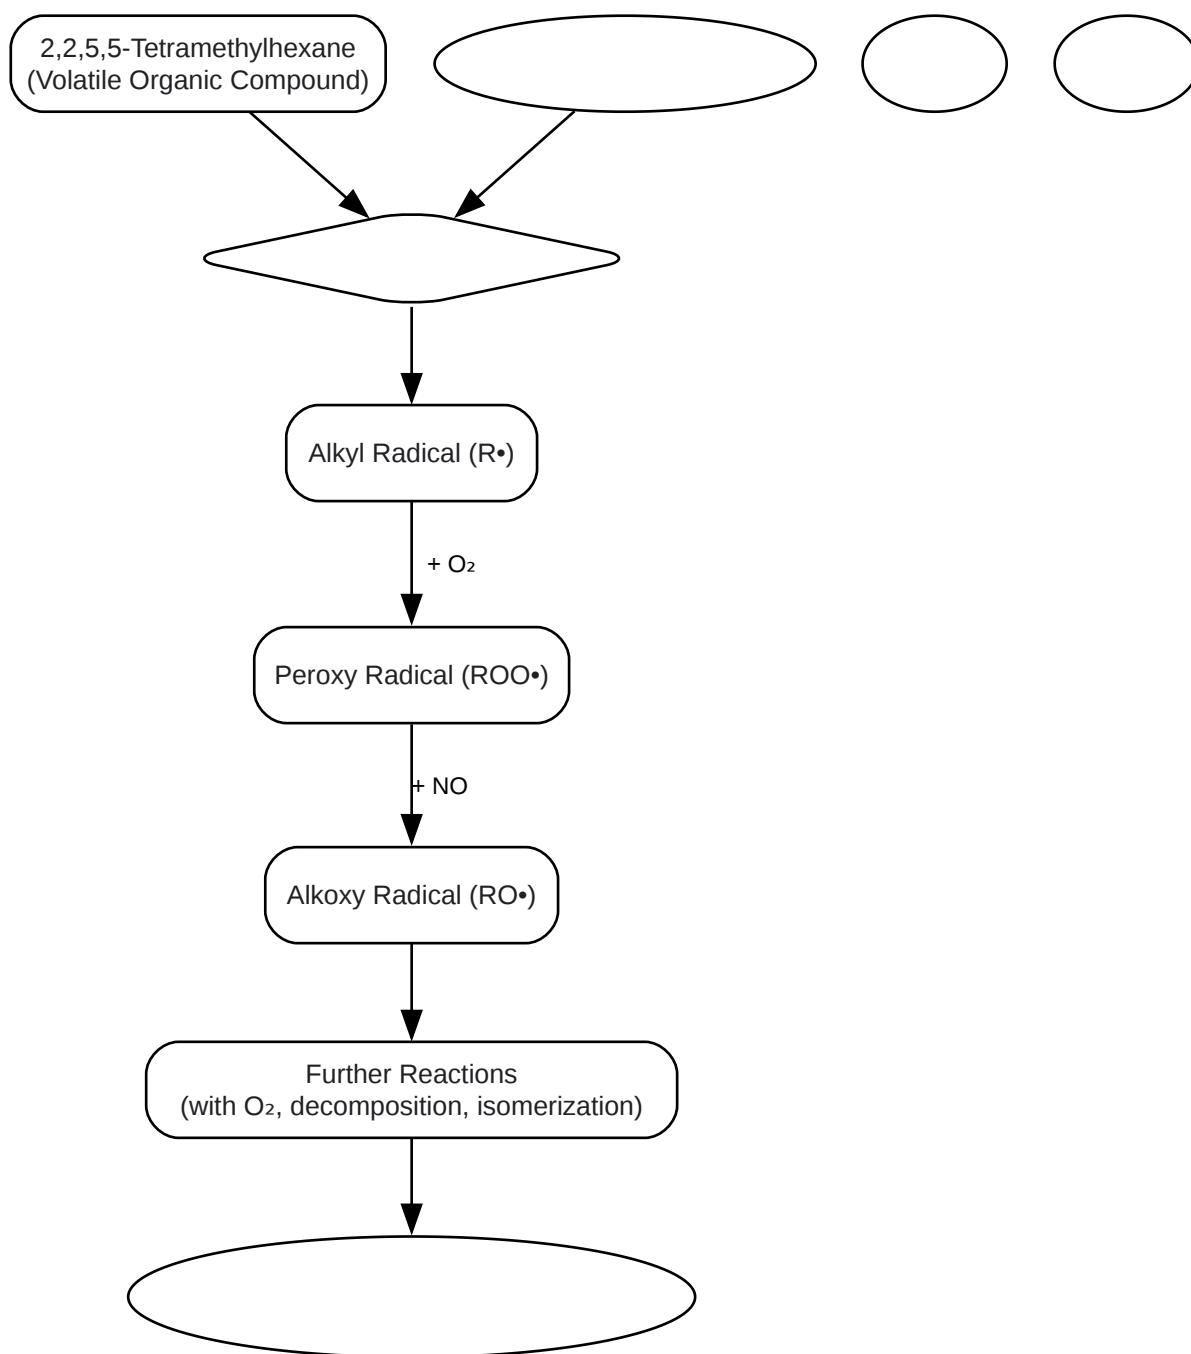 2,2,5,5-Tetramethylhexane
(Volatile Organic Compound)
Alkyl Radical (R•)
+ O₂
Peroxy Radical (ROO•)
+ NO
Alkoxy Radical (RO•)
Further Reactions
(with O₂, decomposition, isomerization)